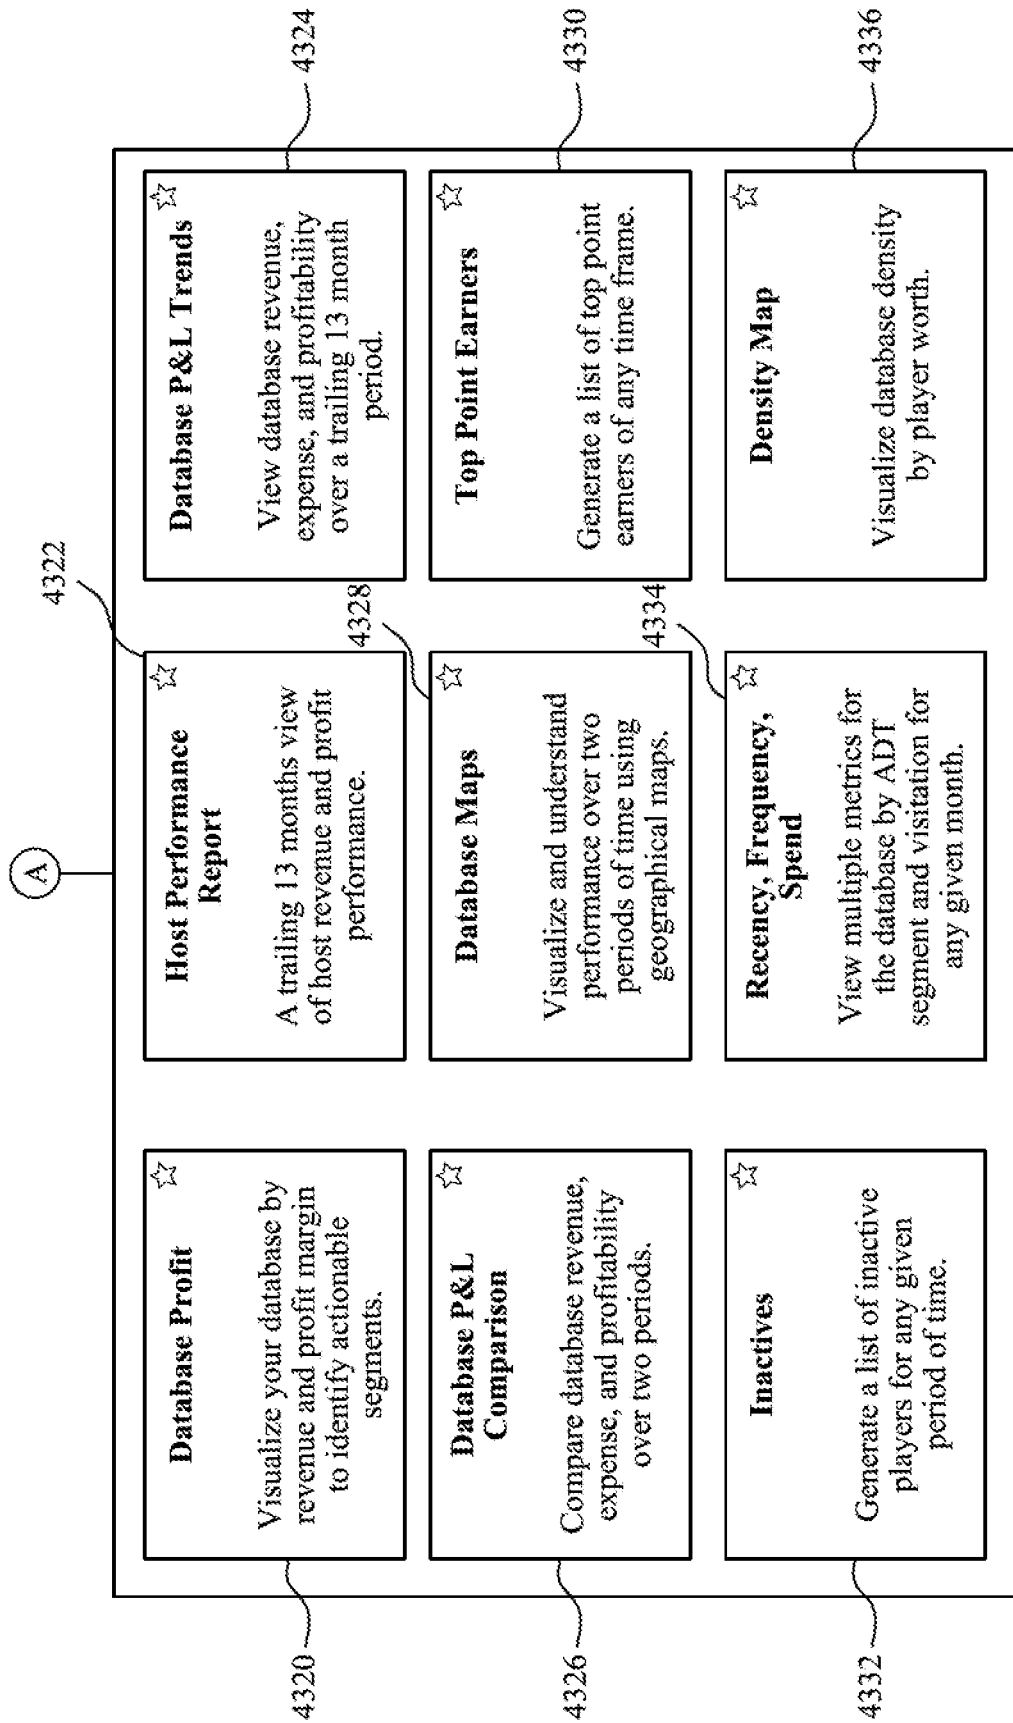 A
4322
Database Profit
Visualize your database by
revenue and profit margin
to identify actionable
segments.
4320
Host Performance
Report
A trailing 13 months view
of host revenue and profit
performance.
Database P&L Trends
View database revenue,
expense, and profitability
over a trailing 13 month
period.
4324
4328
Database P&L
Comparison
Compare database revenue,
expense, and profitability
over two periods.
4326
Database Maps
Visualize and understand
performance over two
periods of time using
geographical maps.
Top Point Earners
Generate a list of top point
earners of any time frame.
4330
4334
Inactives
Generate a list of inactive
players for any given
period of time.
4332
Recency, Frequency,
Spend
View multiple metrics for
the database by ADT
segment and visitation for
any given month.
Density Map
Visualize database density
by player worth.
4336